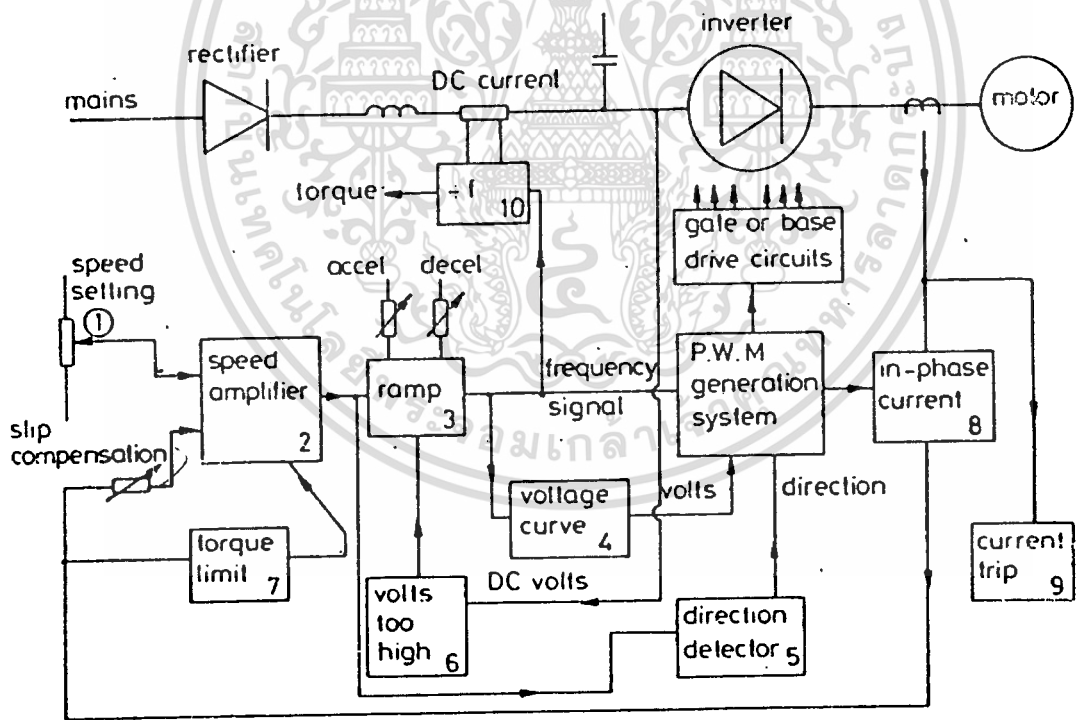 inverter
rectifier
DC current
mains
motor
÷ f
10
torque
gate or base
drive circuits
accel
decel
speed
setting
1
speed
amplifier
2
ramp
3
frequency
signal
P.W.M
generation
system
in-phase
current
8
slip
compensation
voltage
curve
4
volts
direction
torque
limit
7
DC volts
volts
too
high
6
direction
detector
5
current
trip
9